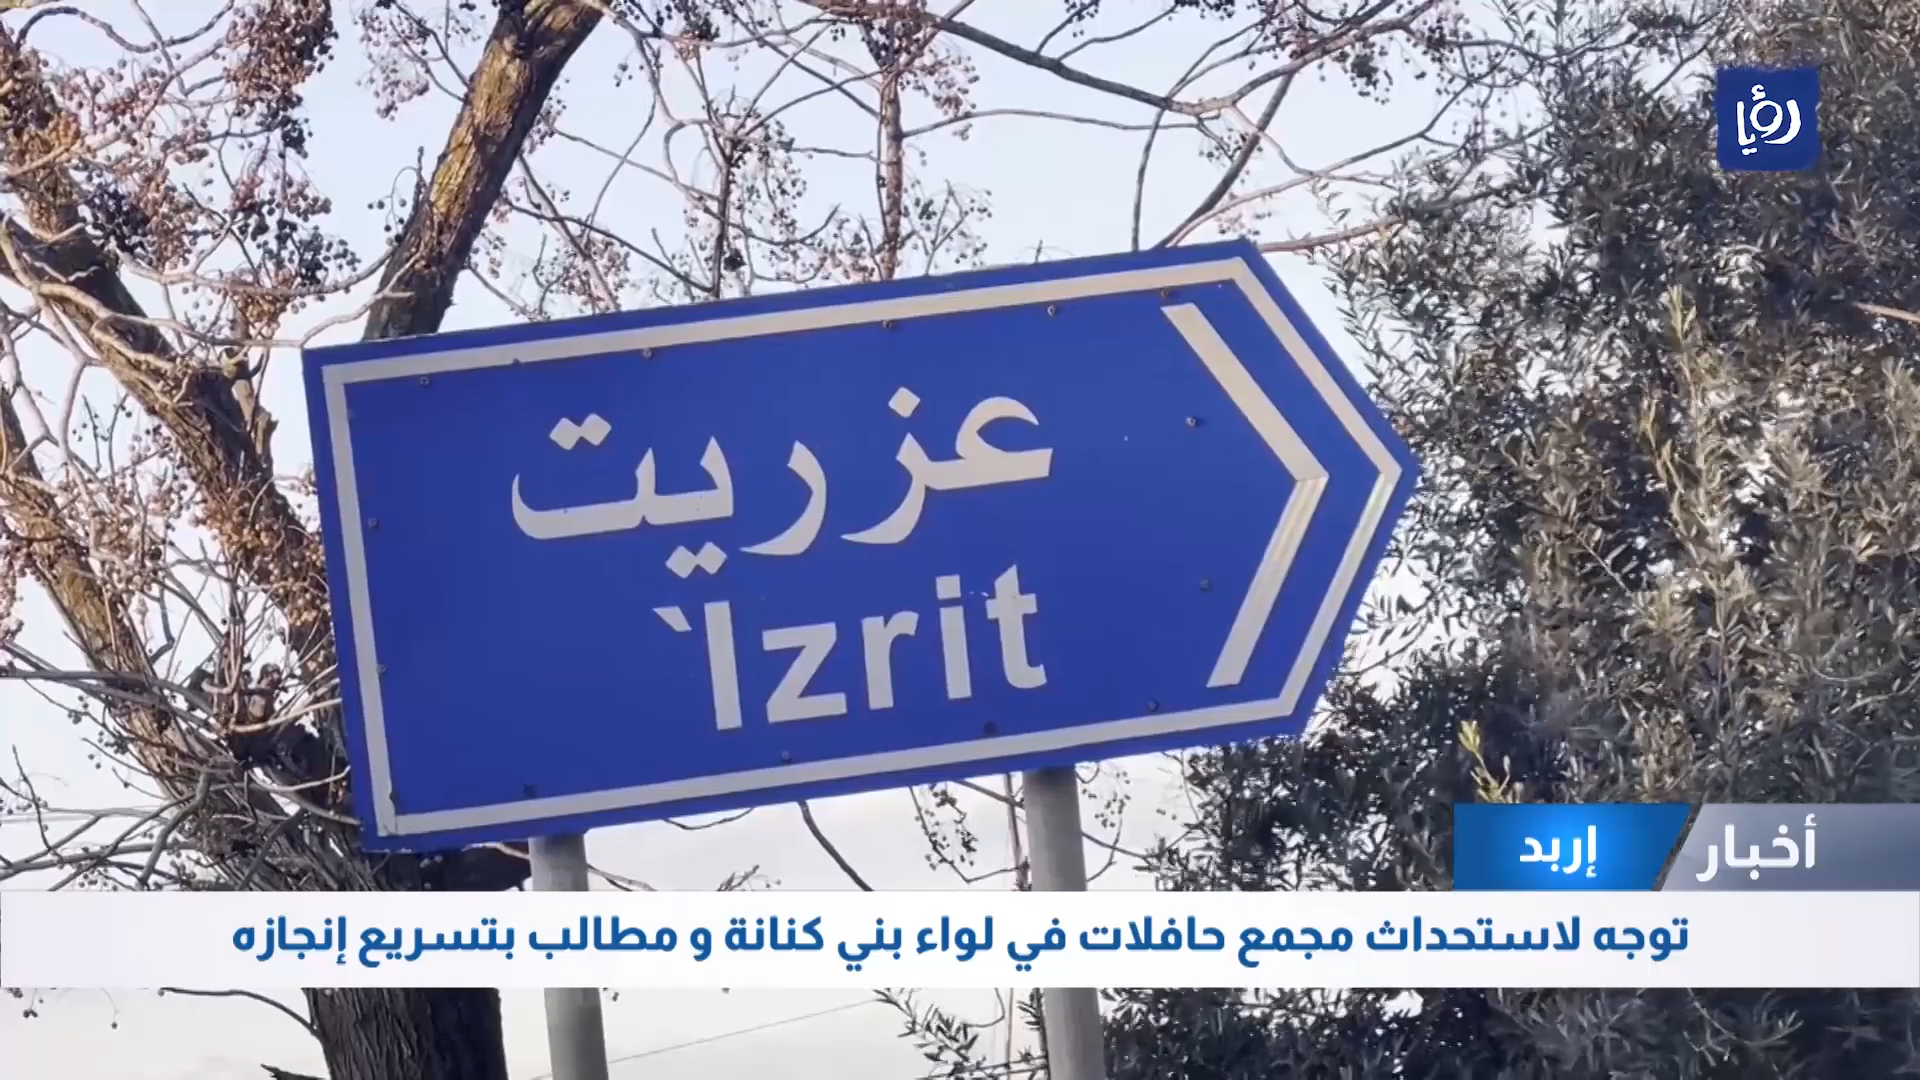 رؤيا
عزريت
‵Izrit
أخبار إربد
توجه لاستحداث مجمع حافلات في لواء بني كنانة و مطالب بتسريع إنجازه